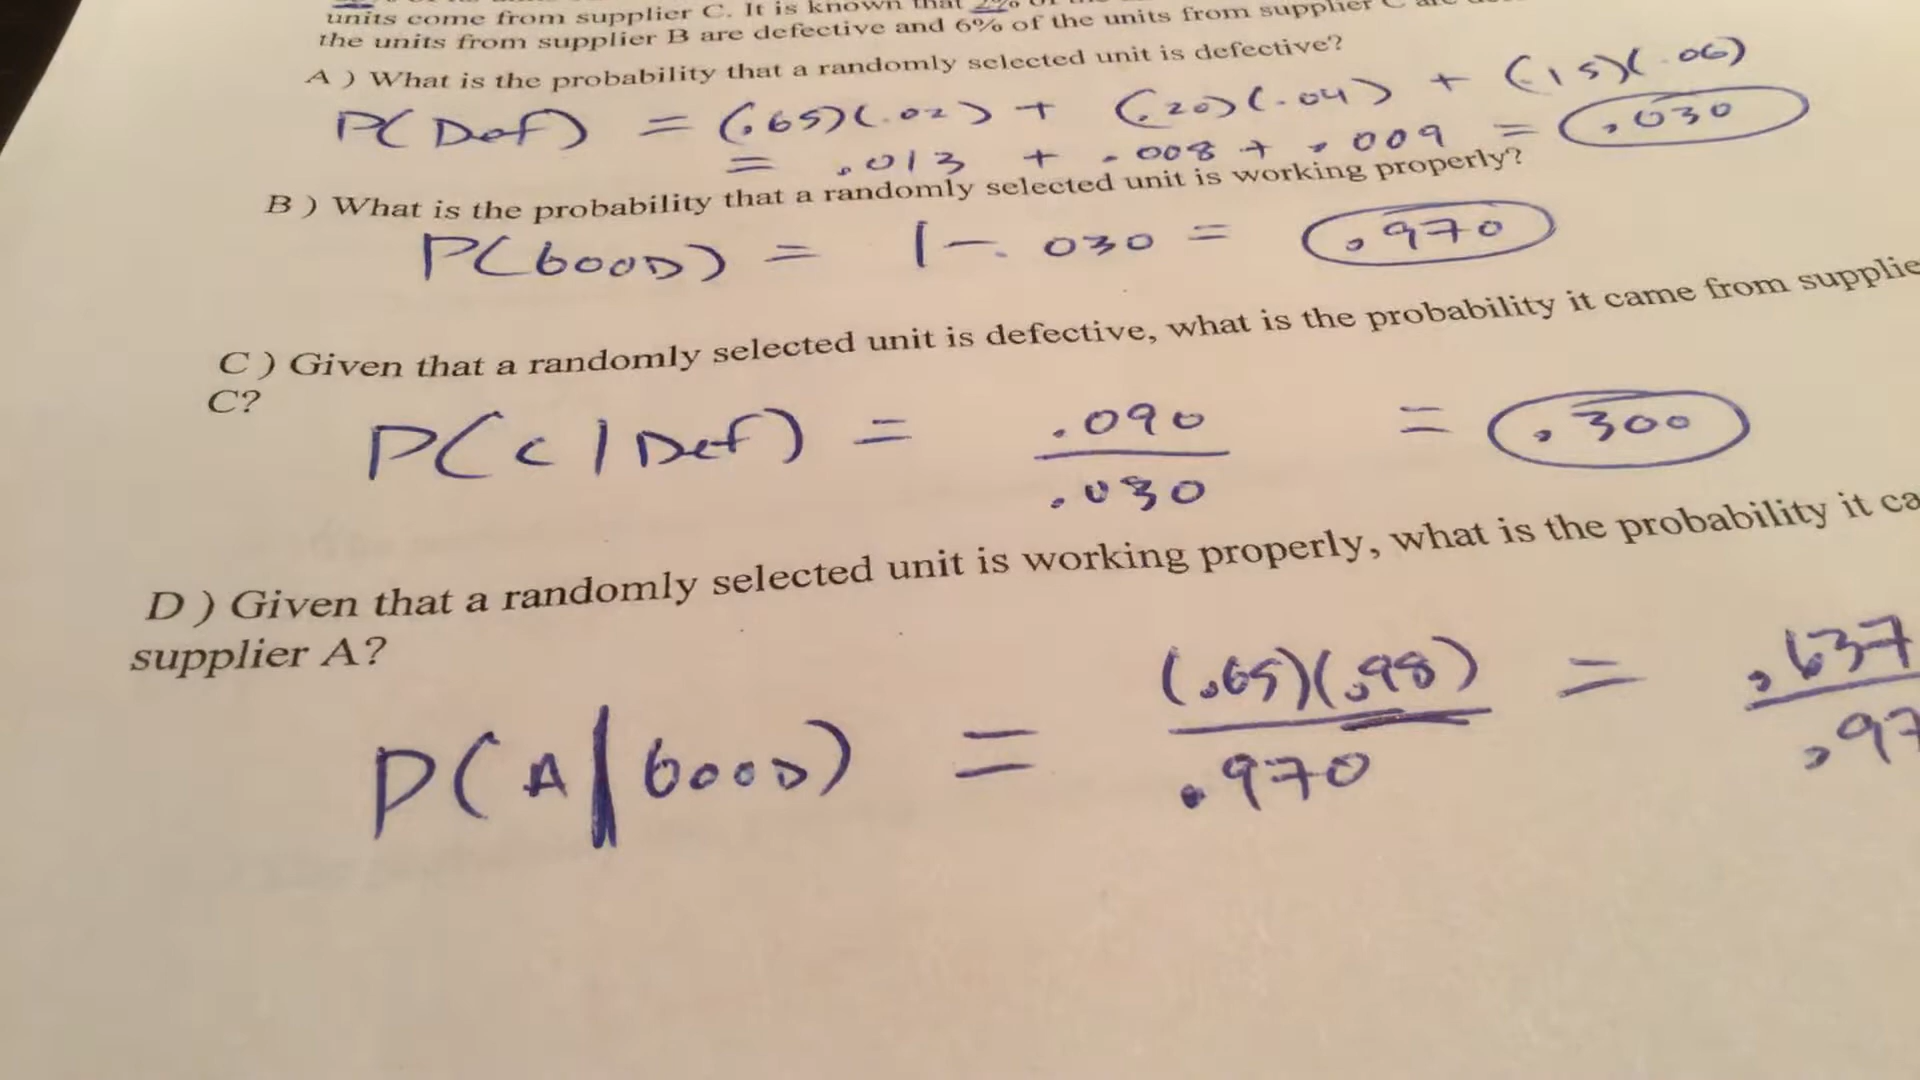 units come from supplier C. It is known that 2% of the
the units from supplier B are defective and 6% of the units from supplier C are
A ) What is the probability that a randomly selected unit is defective?
P(Def) = (.65)(.02) + (.20)(.04) + (.15)(.06)
= .013 + .008 + .009 = .030
B ) What is the probability that a randomly selected unit is working properly?
P(GOOD) = 1 - .030 = .970
C ) Given that a randomly selected unit is defective, what is the probability it came from supplie
C?
P(C | Def) = .090 / .030 = .300
D ) Given that a randomly selected unit is working properly, what is the probability it ca
supplier A?
P(A | GOOD) = (.65)(.98) / .970 = .637 / .97